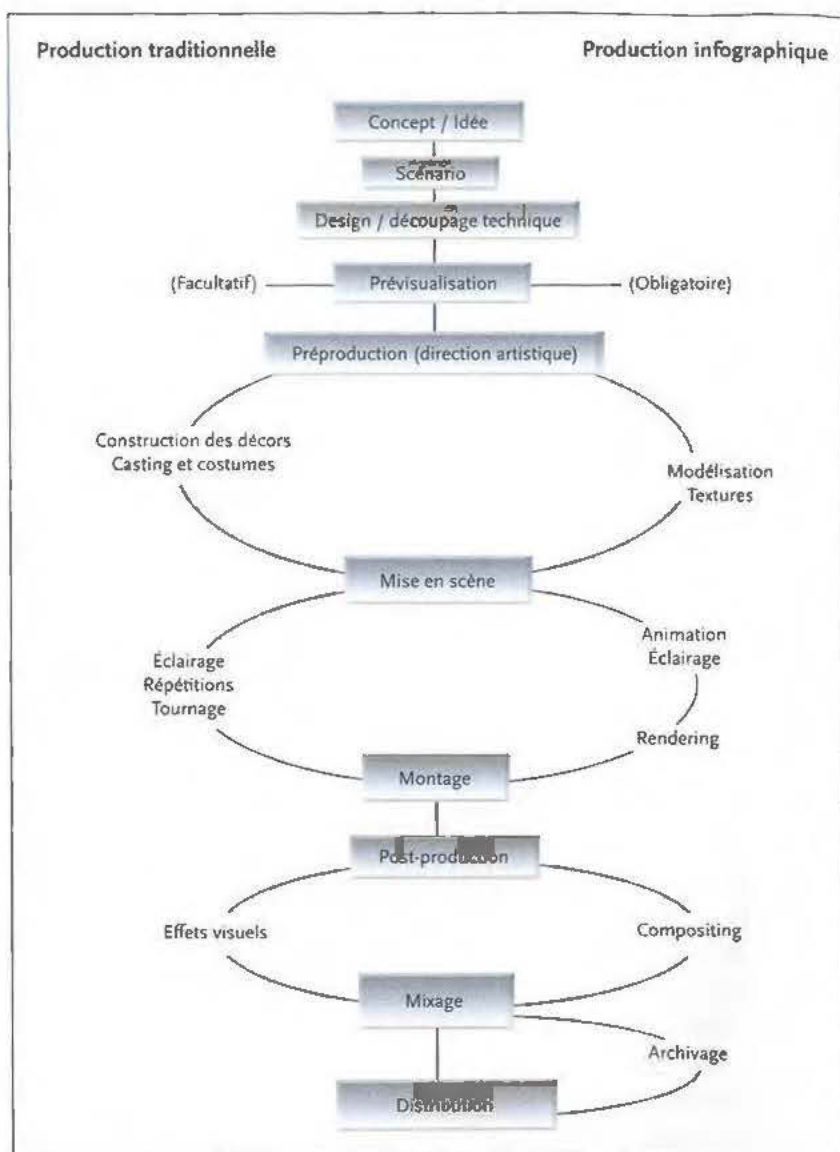 Production traditionnelle
Production infographique
Concept / Idée
Scénario
Design / découpage technique
(Facultatif)
Prévisualisation
(Obligatoire)
Préproduction (direction artistique)
Construction des décors
Casting et costumes
Modélisation
Textures
Mise en scène
Éclairage
Répétitions
Tournage
Animation
Éclairage
Rendering
Montage
Post-production
Effets visuels
Compositing
Mixage
Archivage
Distribution